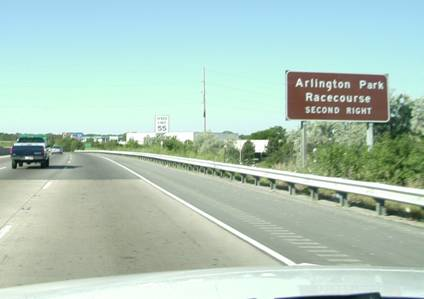 Arlington Park
Racecourse
SECOND RIGHT
SPEED
LIMIT
55